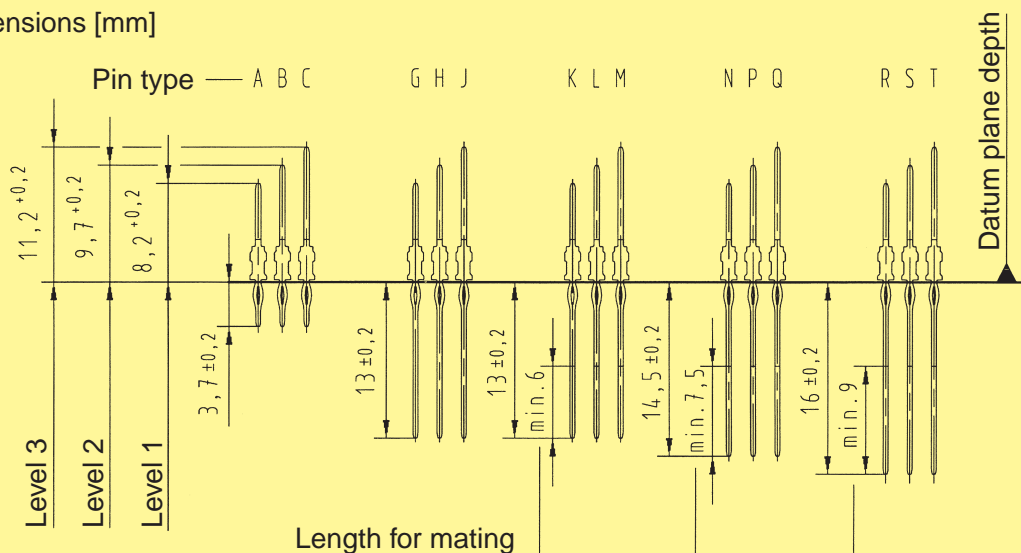 ensions [mm]
Pin type A B C G H J K L M N P Q R S T
Datum plane depth
11,2 +0,2
9,7 +0,2
8,2 +0,2
3,7±0,2
13±0,2
13±0,2
min.6
14,5±0,2
min.7,5
16±0,2
min.9
Level 3
Level 2
Level 1
Length for mating